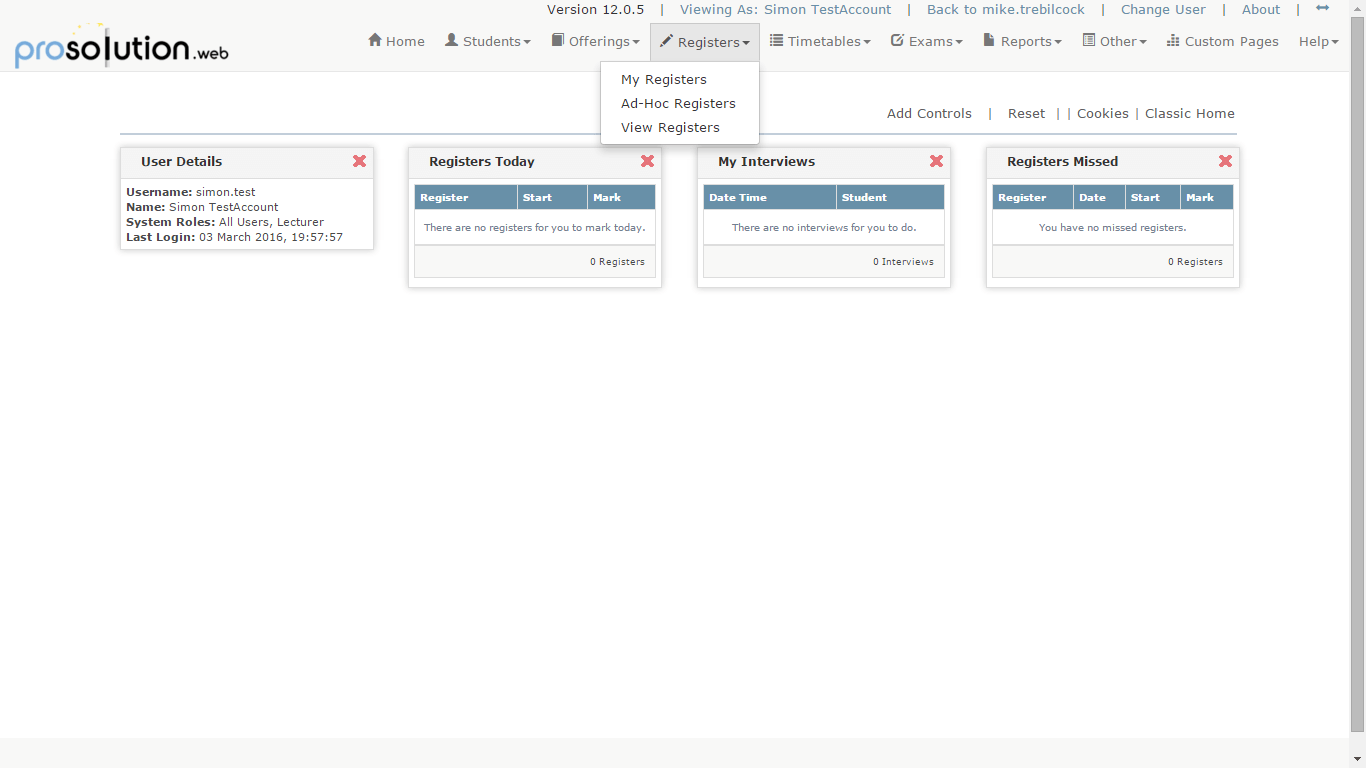 Version 12.0.5 | Viewing As: Simon TestAccount | Back to mike.trebilcock | Change User | About |
prosolution.web
Home Students Offerings Registers Timetables Exams Reports Other Custom Pages Help
My Registers
Ad-Hoc Registers
View Registers
Add Controls | Reset | | Cookies | Classic Home
User Details
Username: simon.test
Name: Simon TestAccount
System Roles: All Users, Lecturer
Last Login: 03 March 2016, 19:57:57
Registers Today
Register Start Mark
There are no registers for you to mark today.
0 Registers
My Interviews
Date Time Student
There are no interviews for you to do.
0 Interviews
Registers Missed
Register Date Start Mark
You have no missed registers.
0 Registers